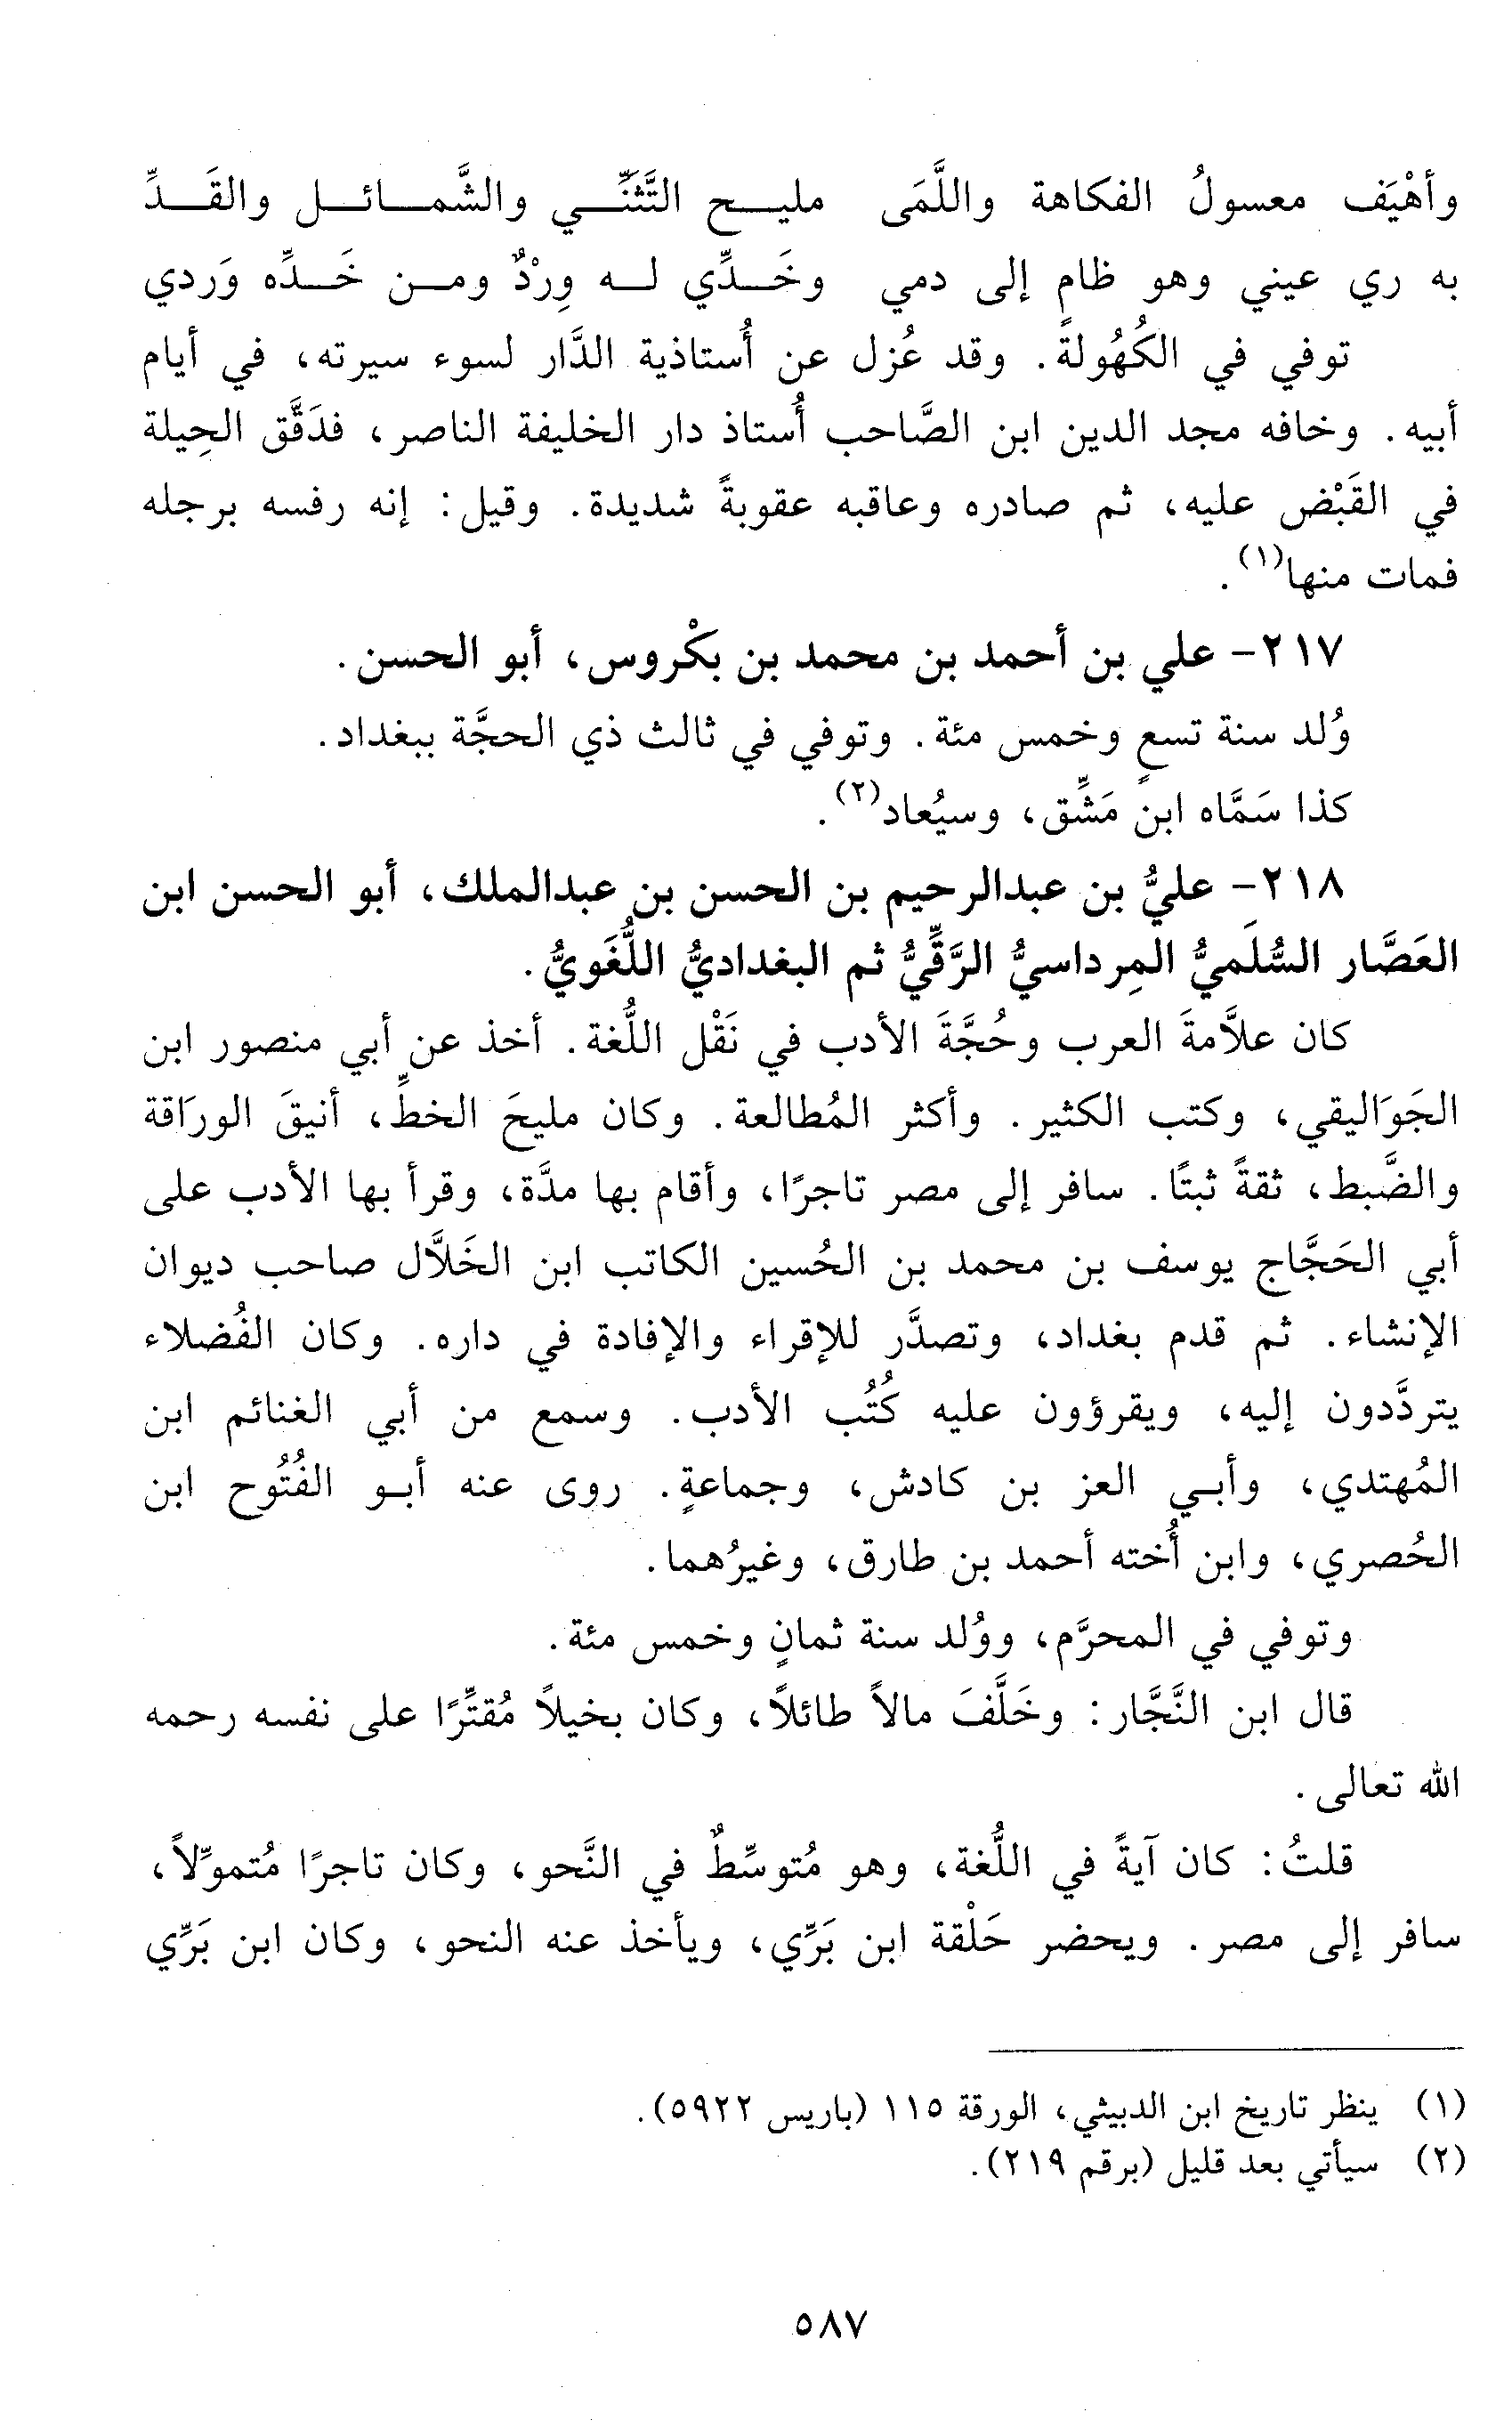 وأهْيَف معسولُ الفكاهة واللَّمَى مليح التَّثنِّي والشَّمائل والقَدِّ
به ري عيني وهو ظام إلى دمي وخَدِّي له وِرْدٌ ومن خَدِّه وَردي
توفي في الكُهُولةً. وقد عُزل عن أُستاذية الدَّار لسوء سيرته، في أيام
أبيه. وخافه مجد الدين ابن الصَّاحب أُستاذ دار الخليفة الناصر، فدَقَّق الحِيلة
في القَبْض عليه، ثم صادره وعاقبه عقوبةً شديدة. وقيل: إنه رفسه برجله
فمات منها(١).
٢١٧- علي بن أحمد بن محمد بن بكْروس، أبو الحسن.
وُلد سنة تسعٍ وخمس مئة. وتوفي في ثالث ذي الحجَّة ببغداد.
كذا سَمَّاه ابن مَشِّق، وسيُعاد(٢).
٢١٨- عليُّ بن عبدالرحيم بن الحسن بن عبدالملك، أبو الحسن ابن
العَصَّار السُّلَميُّ المِرداسيُّ الرَّقِّيُّ ثم البغداديُّ اللُّغَويُّ.
كان علاَّمةَ العرب وحُجَّةَ الأدب في نَقْل اللُّغة. أخذ عن أبي منصور ابن
الجَوَاليقي، وكتب الكثير. وأكثر المُطالعة. وكان مليحَ الخطِّ، أنيقَ الورَاقة
والضَّبط، ثقةً ثبتًا. سافر إلى مصر تاجرًا، وأقام بها مدَّة، وقرأ بها الأدب على
أبي الحَجَّاج يوسف بن محمد بن الحُسين الكاتب ابن الخَلاَّل صاحب ديوان
الإنشاء. ثم قدم بغداد، وتصدَّر للإقراء والإفادة في داره. وكان الفُضلاء
يتردَّدون إليه، ويقرؤون عليه كُتُب الأدب. وسمع من أبي الغنائم ابن
المُهتدي، وأبي العز بن كادش، وجماعةٍ. روى عنه أبو الفُتُوح ابن
الحُصري، وابن أُخته أحمد بن طارق، وغيرُهما.
وتوفي في المحرَّم، ووُلد سنة ثمانٍ وخمس مئة.
قال ابن النَّجَّار: وخَلَّفَ مالاً طائلاً، وكان بخيلاً مُقتِّرًا على نفسه رحمه
الله تعالى.
قلتُ: كان آيةً في اللُّغة، وهو مُتوسِّطٌ في النَّحو، وكان تاجرًا مُتموِّلاً،
سافر إلى مصر. ويحضر حَلْقة ابن بَرِّي، ويأخذ عنه النحو، وكان ابن بَرِّي
(١) ينظر تاريخ ابن الدبيثي، الورقة ١١٥ (باريس ٥٩٢٢).
(٢) سيأتي بعد قليل (برقم ٢١٩).
٥٨٧